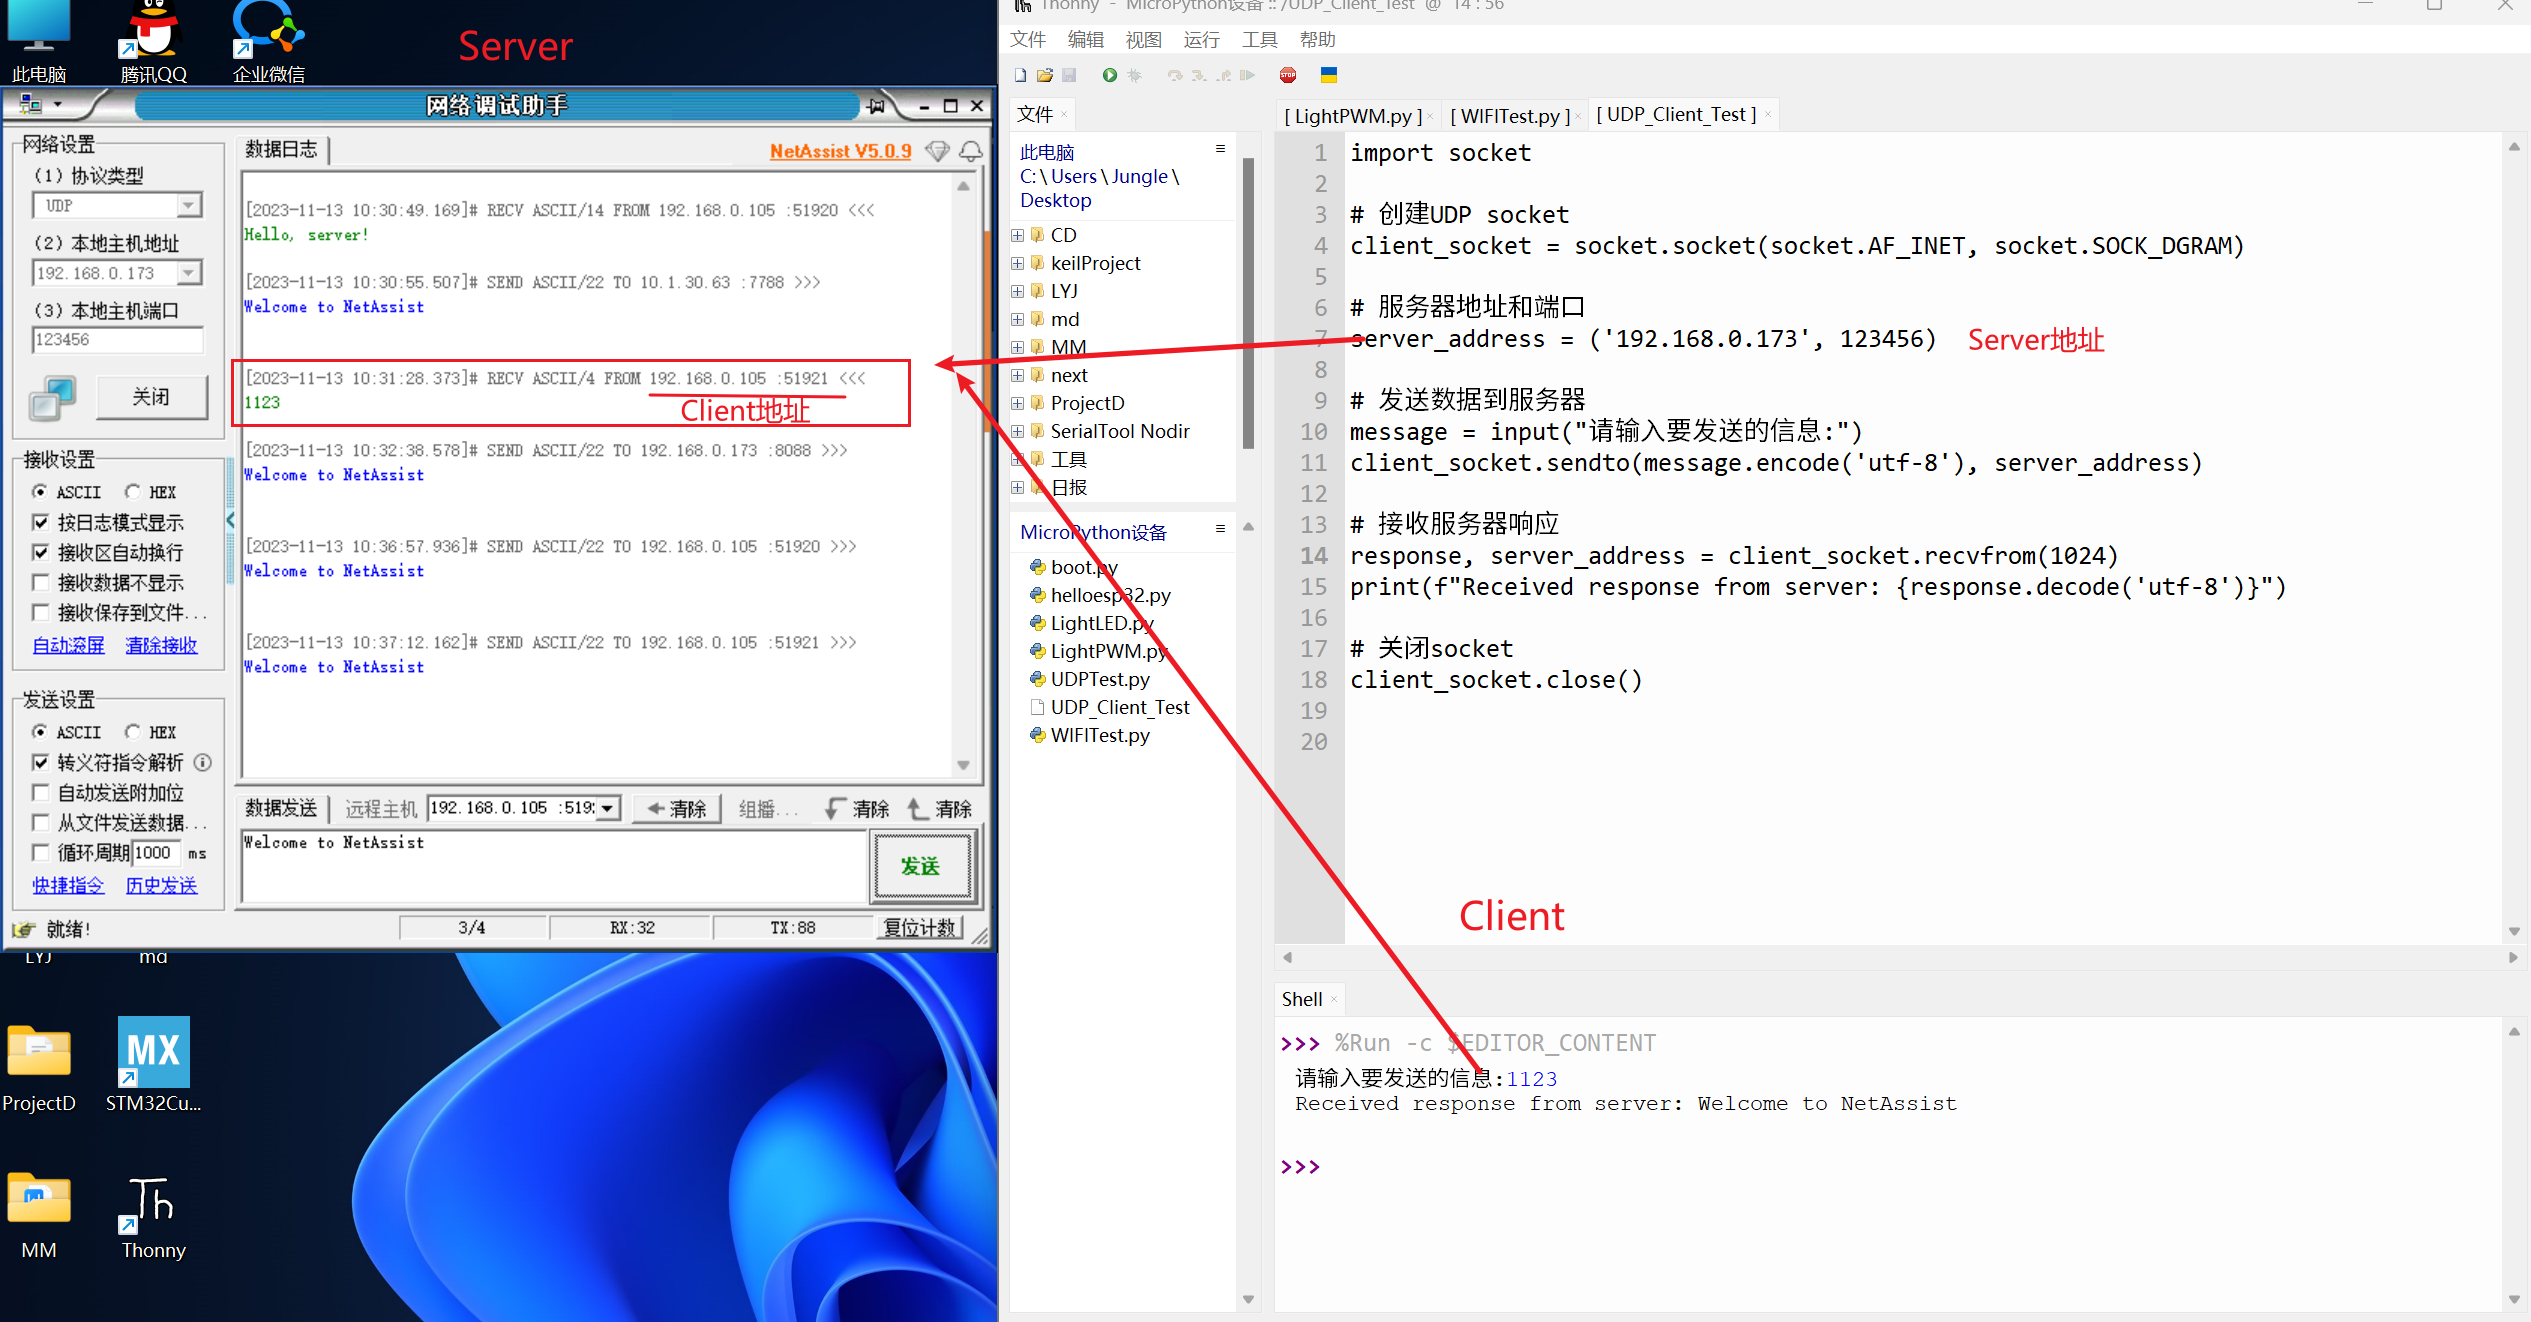 此电脑
腾讯QQ
企业微信
Server
网络调试助手
网络设置
(1) 协议类型
UDP
(2) 本地主机地址
192.168.0.173
(3) 本地主机端口
123456
关闭
接收设置
ASCII HEX
按日志模式显示
接收区自动换行
接收数据不显示
接收保存到文件...
自动滚屏 清除接收
发送设置
ASCII HEX
转义符指令解析
自动发送附加位
从文件发送数据...
循环周期 1000 ms
快捷指令 历史发送
就绪!
数据日志
NetAssist V5.0.9
[2023-11-13 10:30:49.169]# RECV ASCII/14 FROM 192.168.0.105 :51920 <<<
Hello, server!
[2023-11-13 10:30:55.507]# SEND ASCII/22 TO 10.1.30.63 :7788 >>>
Welcome to NetAssist
[2023-11-13 10:31:28.373]# RECV ASCII/4 FROM 192.168.0.105 :51921 <<<
1123
Client地址
[2023-11-13 10:32:38.578]# SEND ASCII/22 TO 192.168.0.173 :8088 >>>
Welcome to NetAssist
[2023-11-13 10:36:57.936]# SEND ASCII/22 TO 192.168.0.105 :51920 >>>
Welcome to NetAssist
[2023-11-13 10:37:12.162]# SEND ASCII/22 TO 192.168.0.105 :51921 >>>
Welcome to NetAssist
数据发送 远程主机 192.168.0.105 :519 清除 组播... 清除 清除
Welcome to NetAssist
发送
3/4 RX:32 TX:88 复位计数
LYJ
md
ProjectD
MX
STM32Cu...
MM
Th
Thonny
Thonny - MicroPython设备 :: /UDP_Client_Test @ 14 : 56
文件 编辑 视图 运行 工具 帮助
STOP
文件
此电脑
C:\Users\Jungle\
Desktop
CD
keilProject
LYJ
md
MM
next
ProjectD
SerialTool Nodir
工具
日报
MicroPython设备
boot.py
helloesp32.py
LightLED.py
LightPWM.py
UDPTest.py
UDP_Client_Test
WIFITest.py
[ LightPWM.py ] [ WIFITest.py ] [ UDP_Client_Test ]
1 import socket
2
3 # 创建UDP socket
4 client_socket = socket.socket(socket.AF_INET, socket.SOCK_DGRAM)
5
6 # 服务器地址和端口
7 server_address = ('192.168.0.173', 123456) Server地址
8
9 # 发送数据到服务器
10 message = input("请输入要发送的信息:")
11 client_socket.sendto(message.encode('utf-8'), server_address)
12
13 # 接收服务器响应
14 response, server_address = client_socket.recvfrom(1024)
15 print(f"Received response from server: {response.decode('utf-8')}")
16
17 # 关闭socket
18 client_socket.close()
19
20
Client
Shell
>>> %Run -c $EDITOR_CONTENT
请输入要发送的信息:1123
Received response from server: Welcome to NetAssist
>>>